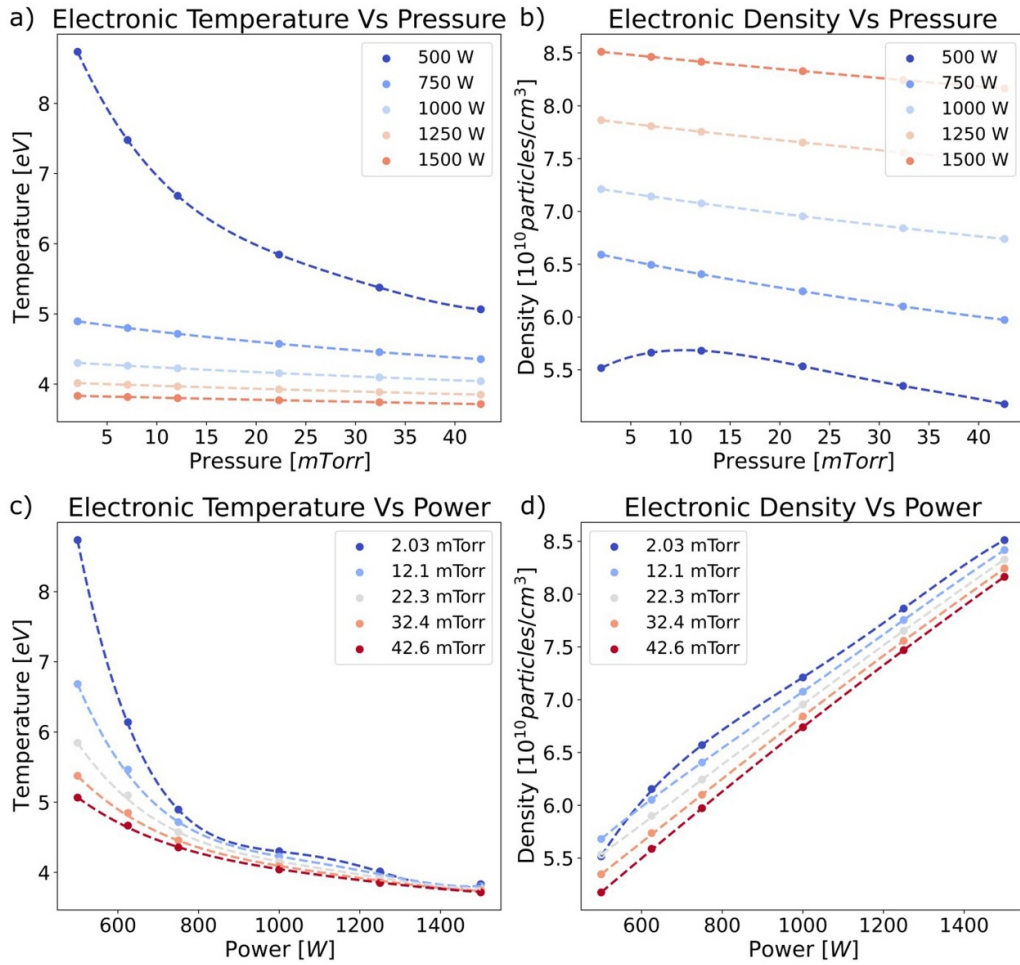 a) Electronic Temperature Vs Pressure
Temperature [eV]
8
7
6
5
4
500 W
750 W
1000 W
1250 W
1500 W
5 10 15 20 25 30 35 40
Pressure [mTorr]
b) Electronic Density Vs Pressure
Density [10^10 particles/cm^3]
8.5
8.0
7.5
7.0
6.5
6.0
5.5
500 W
750 W
1000 W
1250 W
1500 W
5 10 15 20 25 30 35 40
Pressure [mTorr]
c) Electronic Temperature Vs Power
Temperature [eV]
8
7
6
5
4
2.03 mTorr
12.1 mTorr
22.3 mTorr
32.4 mTorr
42.6 mTorr
600 800 1000 1200 1400
Power [W]
d) Electronic Density Vs Power
Density [10^10 particles/cm^3]
8.5
8.0
7.5
7.0
6.5
6.0
5.5
2.03 mTorr
12.1 mTorr
22.3 mTorr
32.4 mTorr
42.6 mTorr
600 800 1000 1200 1400
Power [W]